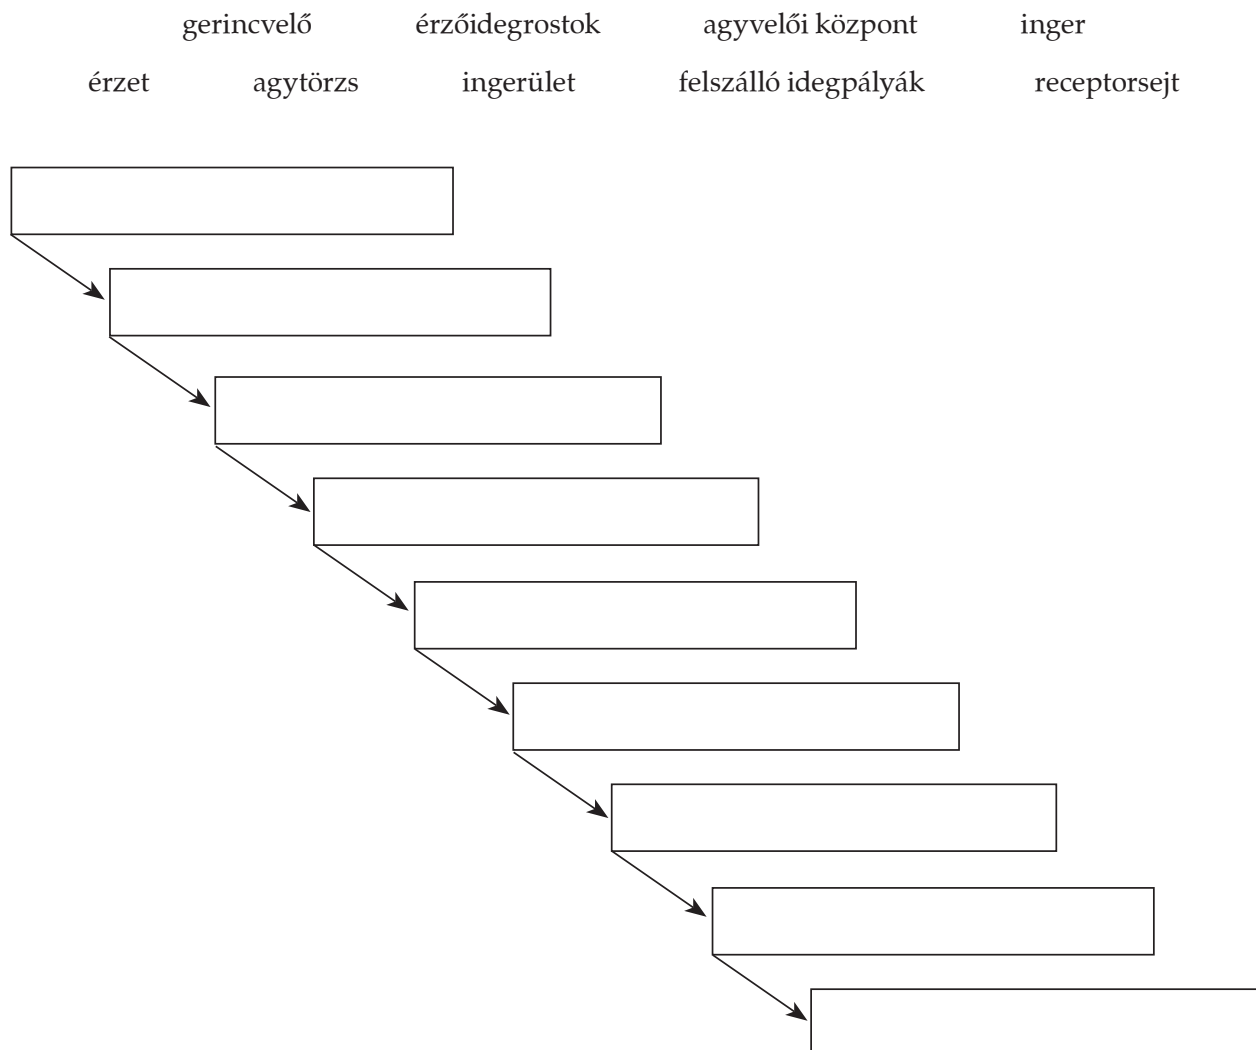 gerincvelő érzőidegrostok agyvelői központ inger
érzet agytörzs ingerület felszálló idegpályák receptorsejt